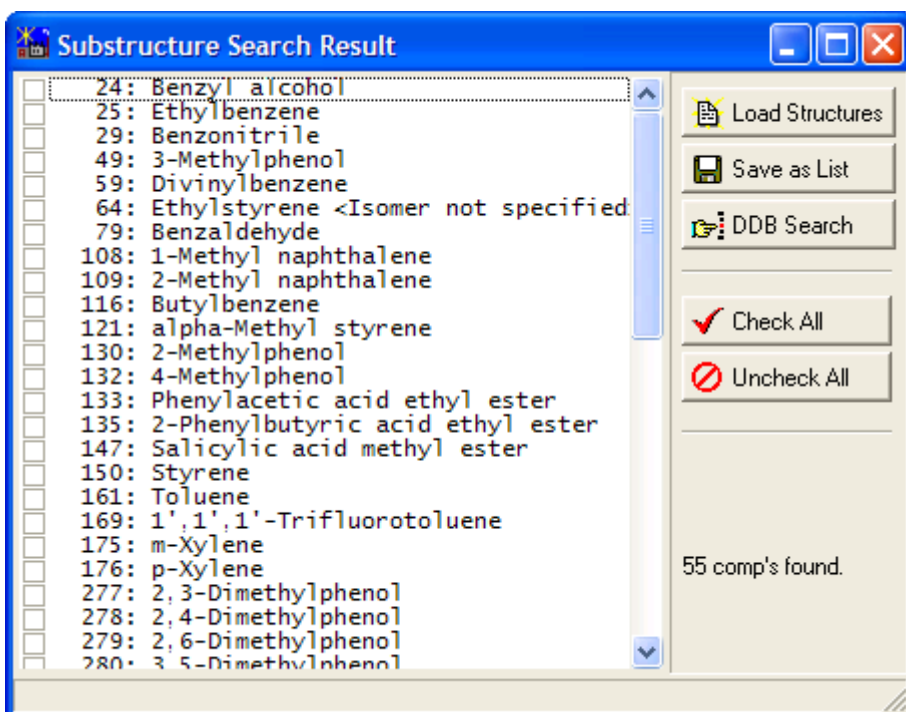 Substructure Search Result
24: Benzyl alcohol
25: Ethylbenzene
29: Benzonitrile
49: 3-Methylphenol
59: Divinylbenzene
64: Ethylstyrene <Isomer not specified
79: Benzaldehyde
108: 1-Methyl naphthalene
109: 2-Methyl naphthalene
116: Butylbenzene
121: alpha-Methyl styrene
130: 2-Methylphenol
132: 4-Methylphenol
133: Phenylacetic acid ethyl ester
135: 2-Phenylbutyric acid ethyl ester
147: Salicylic acid methyl ester
150: Styrene
161: Toluene
169: 1',1',1'-Trifluorotoluene
175: m-Xylene
176: p-Xylene
277: 2,3-Dimethylphenol
278: 2,4-Dimethylphenol
279: 2,6-Dimethylphenol
280: 3,5-Dimethylphenol
Load Structures
Save as List
DDB Search
Check All
Uncheck All
55 comp's found.